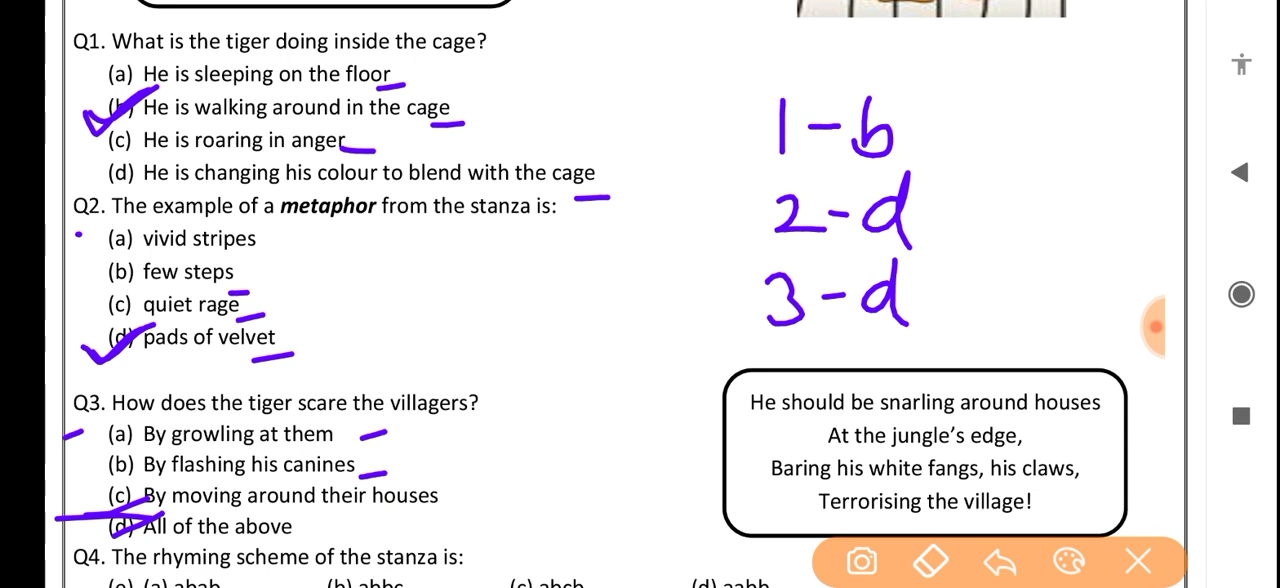 Q1. What is the tiger doing inside the cage?
(a) He is sleeping on the floor
(b) He is walking around in the cage
(c) He is roaring in anger
(d) He is changing his colour to blend with the cage
Q2. The example of a metaphor from the stanza is:
(a) vivid stripes
(b) few steps
(c) quiet rage
(d) pads of velvet
1-b
2-d
3-d
Q3. How does the tiger scare the villagers?
(a) By growling at them
(b) By flashing his canines
(c) By moving around their houses
(d) All of the above
He should be snarling around houses
At the jungle's edge,
Baring his white fangs, his claws,
Terrorising the village!
Q4. The rhyming scheme of the stanza is:
(a) abab (b) abbc (c) abcb (d) aabb